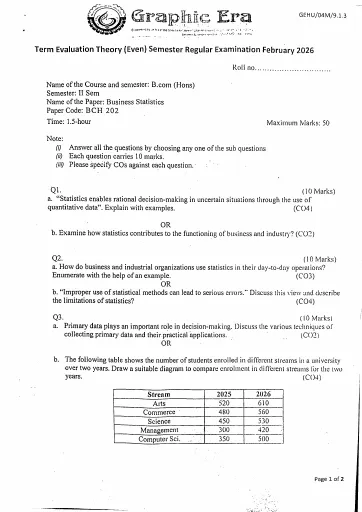 Graphic Era
GEHU/04M/9.1.3
Term Evaluation Theory (Even) Semester Regular Examination February 2026
Roll no..............................
Name of the Course and semester: B.com (Hons)
Semester: II Sem
Name of the Paper: Business Statistics
Paper Code: BCH 202
Time: 1.5-hour Maximum Marks: 50
Note:
(i) Answer all the questions by choosing any one of the sub questions
(ii) Each question carries 10 marks.
(iii) Please specify COs against each question.
Q1. (10 Marks)
a. “Statistics enables rational decision-making in uncertain situations through the use of
quantitative data”. Explain with examples. (CO4)
OR
b. Examine how statistics contributes to the functioning of business and industry? (CO2)
Q2. (10 Marks)
a. How do business and industrial organizations use statistics in their day-to-day operations?
Enumerate with the help of an example. (CO3)
OR
b. “Improper use of statistical methods can lead to serious errors.” Discuss this view and describe
the limitations of statistics? (CO4)
Q3. (10 Marks)
a. Primary data plays an important role in decision-making. Discuss the various techniques of
collecting primary data and their practical applications. (CO2)
OR
b. The following table shows the number of students enrolled in different streams in a university
over two years. Draw a suitable diagram to compare enrolment in different streams for the two
years. (CO4)
Stream 2025 2026
Arts 520 610
Commerce 480 560
Science 450 530
Management 300 420
Computer Sci. 350 500
Page 1 of 2